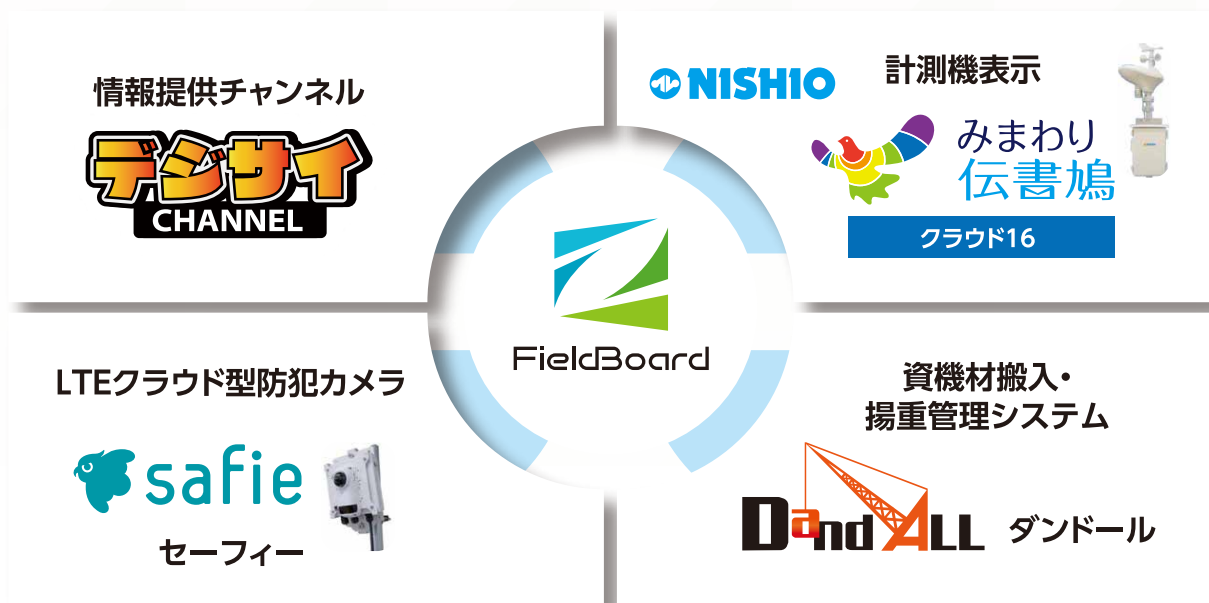 情報提供チャンネル
デジサイ
CHANNEL
NISHIO
計測機表示
みまわり
伝書鳩
クラウド16
FieldBoard
LTEクラウド型防犯カメラ
safie
セーフィー
資機材搬入・
揚重管理システム
DandALL ダンドール